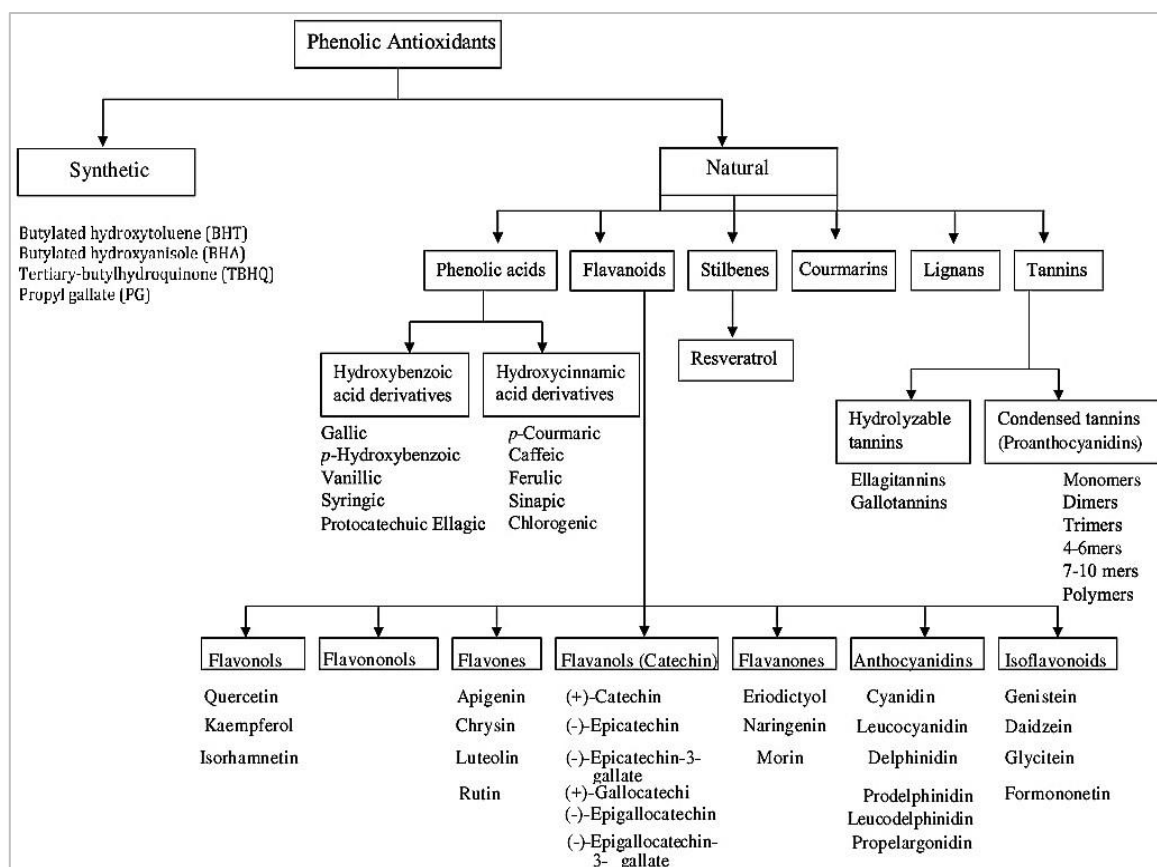 Phenolic Antioxidants
Synthetic
Natural
Butylated hydroxytoluene (BHT)
Butylated hydroxyanisole (BHA)
Tertiary-butylhydroquinone (TBHQ)
Propyl gallate (PG)
Phenolic acids
Flavanoids
Stilbenes
Courmarins
Lignans
Tannins
Hydroxybenzoic
acid derivatives
Gallic
p-Hydroxybenzoic
Vanillic
Syringic
Protocatechuic Ellagic
Hydroxycinnamic
acid derivatives
p-Courmaric
Caffeic
Ferulic
Sinapic
Chlorogenic
Resveratrol
Hydrolyzable
tannins
Ellagitannins
Gallotannins
Condensed tannins
(Proanthocyanidins)
Monomers
Dimers
Trimers
4-6mers
7-10 mers
Polymers
Flavonols
Quercetin
Kaempferol
Isorhamnetin
Flavononols
Flavones
Apigenin
Chrysin
Luteolin
Rutin
Flavanols (Catechin)
(+)-Catechin
(-)-Epicatechin
(-)-Epicatechin-3-
gallate
(+)-Gallocatechi
(-)-Epigallocatechin
(-)-Epigallocatechin-
3- gallate
Flavanones
Eriodictyol
Naringenin
Morin
Anthocyanidins
Cyanidin
Leucocyanidin
Delphinidin
Prodelphinidin
Leucodelphinidin
Propelargonidin
Isoflavonoids
Genistein
Daidzein
Glycitein
Formononetin